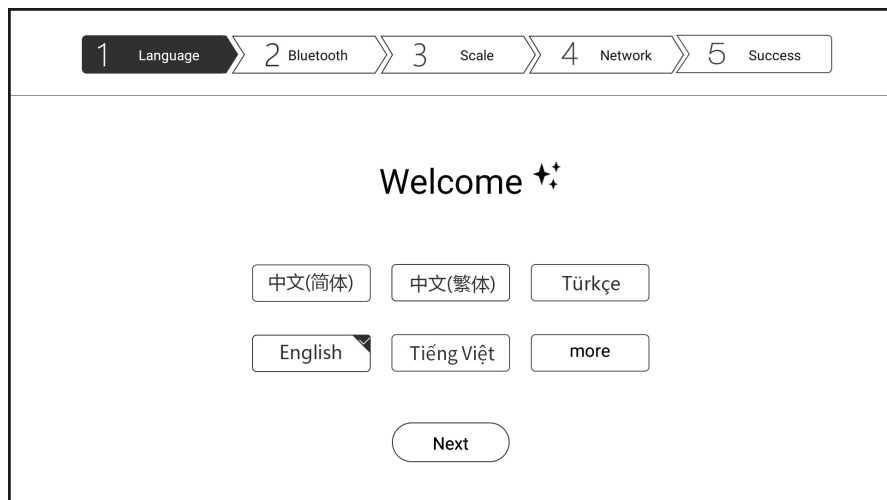 1 Language 2 Bluetooth 3 Scale 4 Network 5 Success
Welcome
中文(简体) 中文(繁体) Türkçe
English Tiếng Việt more
Next